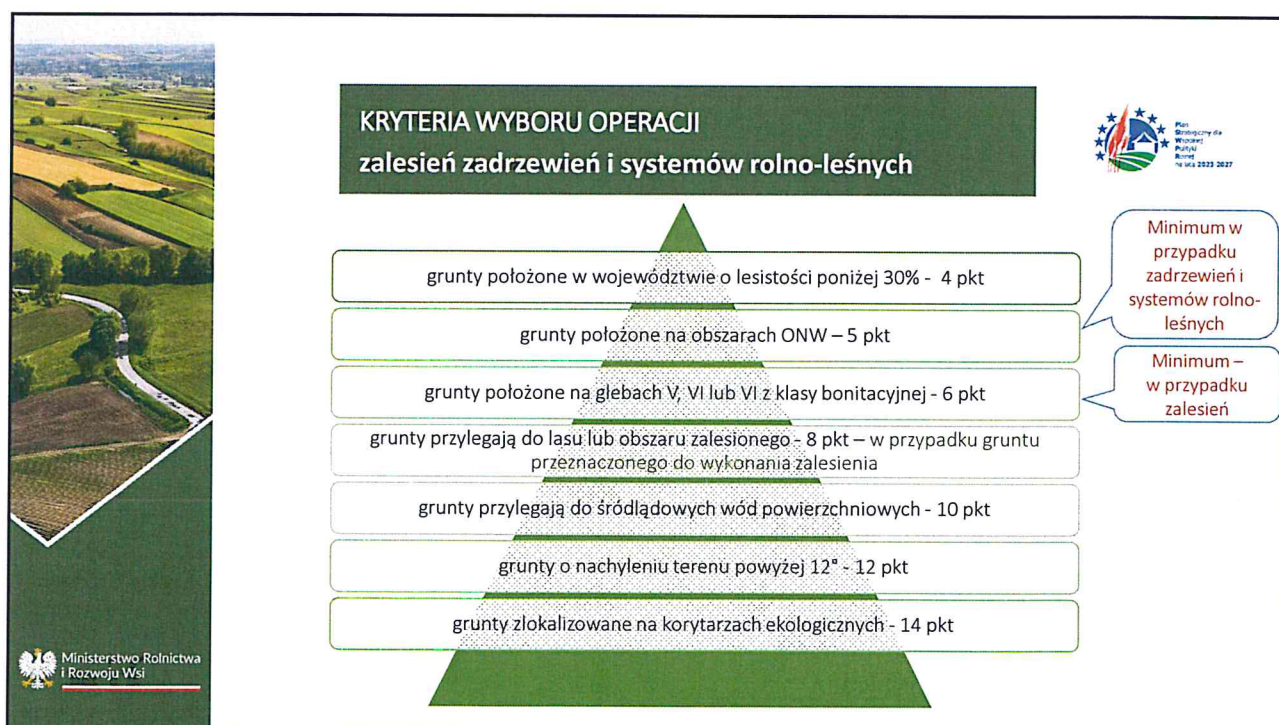 KRYTERIA WYBORU OPERACJI
zalesień zadrzewień i systemów rolno-leśnych
Plan
Strategiczny dla
Wspólnej
Polityki
Rolnej
na lata 2023-2027
grunty położone w województwie o lesistości poniżej 30% - 4 pkt
grunty położone na obszarach ONW – 5 pkt
grunty położone na glebach V, VI lub VI z klasy bonitacyjnej - 6 pkt
grunty przylegają do lasu lub obszaru zalesionego - 8 pkt – w przypadku gruntu
przeznaczonego do wykonania zalesienia
grunty przylegają do śródlądowych wód powierzchniowych - 10 pkt
grunty o nachyleniu terenu powyżej 12° - 12 pkt
grunty zlokalizowane na korytarzach ekologicznych - 14 pkt
Minimum w
przypadku
zadrzewień i
systemów rolno-
leśnych
Minimum –
w przypadku
zalesień
Ministerstwo Rolnictwa
i Rozwoju Wsi